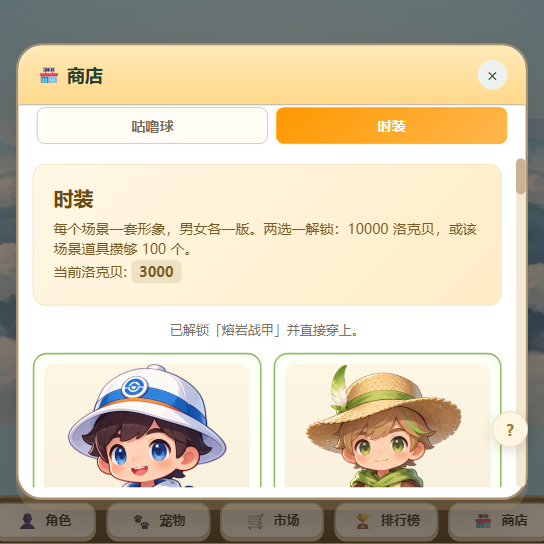 商店
×
咕噜球
时装
时装
每个场景一套形象，男女各一版。两选一解锁：10000 洛克贝，或该
场景道具攒够 100 个。
当前洛克贝: 3000
已解锁「熔岩战甲」并直接穿上。
?
角色
宠物
市场
排行榜
商店